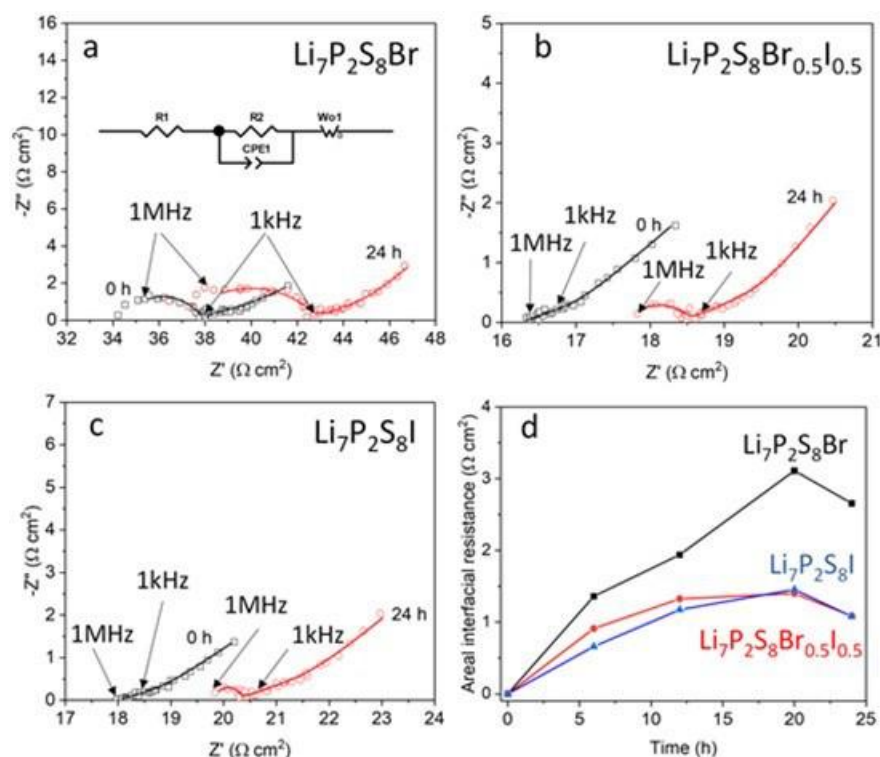 a
Li₇P₂S₈Br
R1
R2
Wo1
CPE1
1MHz
1kHz
0 h
24 h
-Z'' (Ω cm²)
16
14
12
10
8
6
4
2
0
32 34 36 38 40 42 44 46 48
Z' (Ω cm²)
b
Li₇P₂S₈Br₀.₅I₀.₅
1MHz
1kHz
0 h
1MHz
1kHz
24 h
-Z'' (Ω cm²)
5
4
3
2
1
0
16 17 18 19 20 21
Z' (Ω cm²)
c
Li₇P₂S₈I
1MHz
1kHz
0 h
1MHz
1kHz
24 h
-Z'' (Ω cm²)
7
6
5
4
3
2
1
0
17 18 19 20 21 22 23 24
Z' (Ω cm²)
d
Li₇P₂S₈Br
Li₇P₂S₈I
Li₇P₂S₈Br₀.₅I₀.₅
Areal interfacial resistance (Ω cm²)
4
3
2
1
0
0 5 10 15 20 25
Time (h)